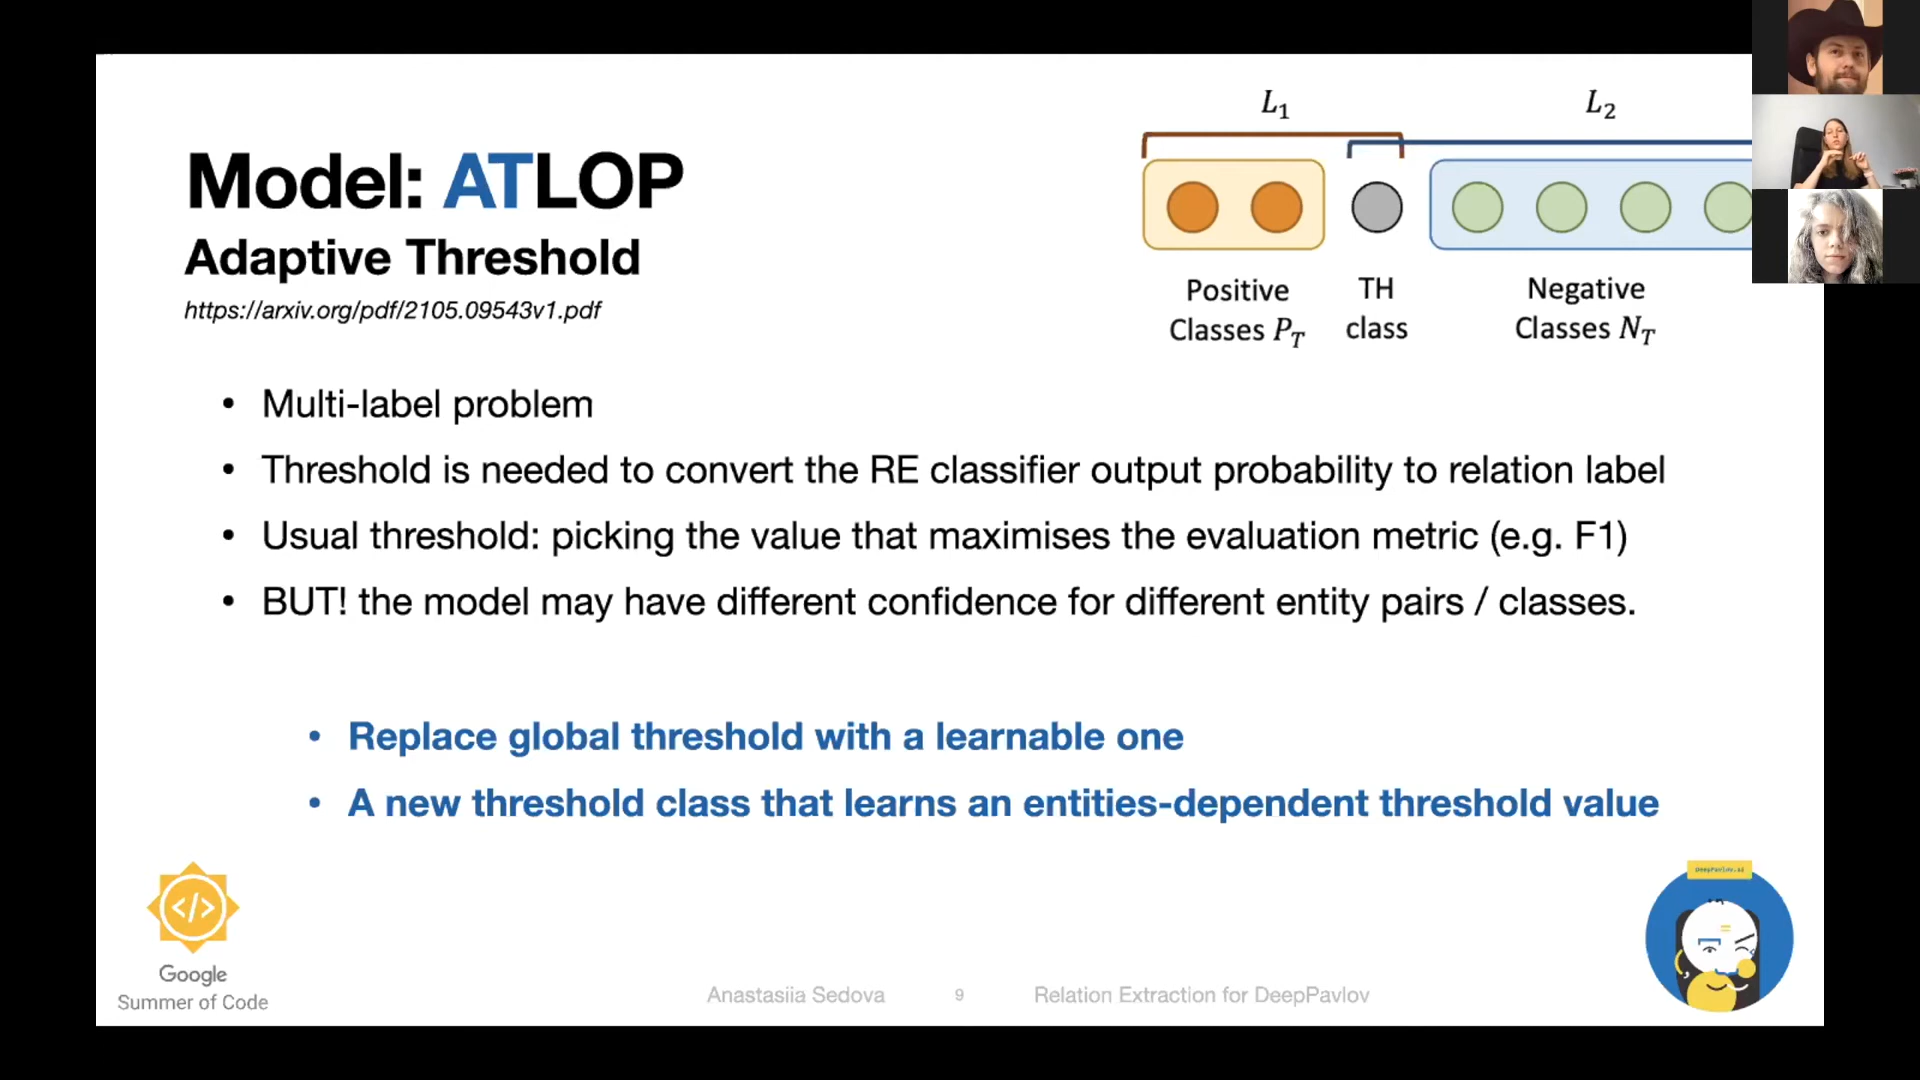 Model: ATLOP
Adaptive Threshold
https://arxiv.org/pdf/2105.09543v1.pdf
L₁
L₂
Positive
Classes P_T
TH
class
Negative
Classes N_T
• Multi-label problem
• Threshold is needed to convert the RE classifier output probability to relation label
• Usual threshold: picking the value that maximises the evaluation metric (e.g. F1)
• BUT! the model may have different confidence for different entity pairs / classes.
• Replace global threshold with a learnable one
• A new threshold class that learns an entities-dependent threshold value
</> 
Google
Summer of Code
Anastasiia Sedova
9
Relation Extraction for DeepPavlov
DeepPavlov.ai